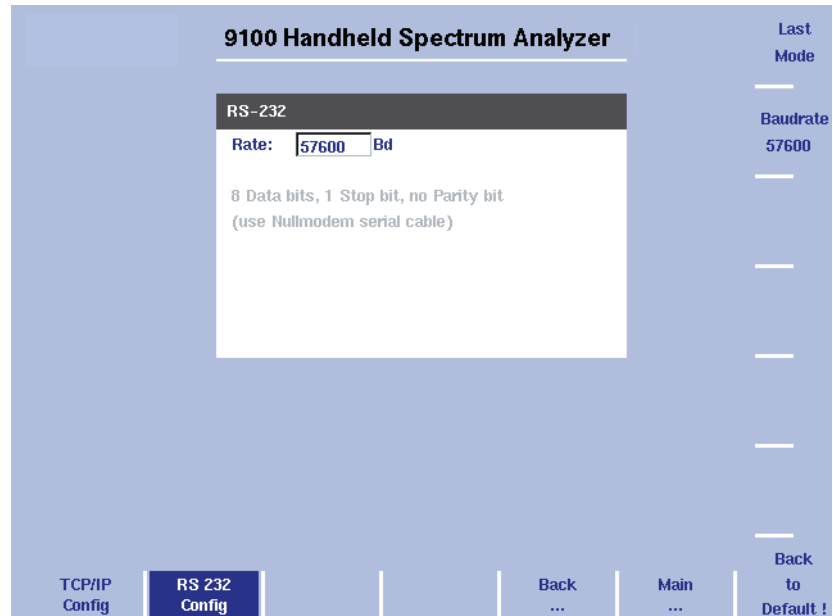 9100 Handheld Spectrum Analyzer
Last
Mode
RS-232
Rate: 57600 Bd
Baudrate
57600
8 Data bits, 1 Stop bit, no Parity bit
(use Nullmodem serial cable)
TCP/IP
Config
RS 232
Config
Back
...
Main
...
Back
to
Default !